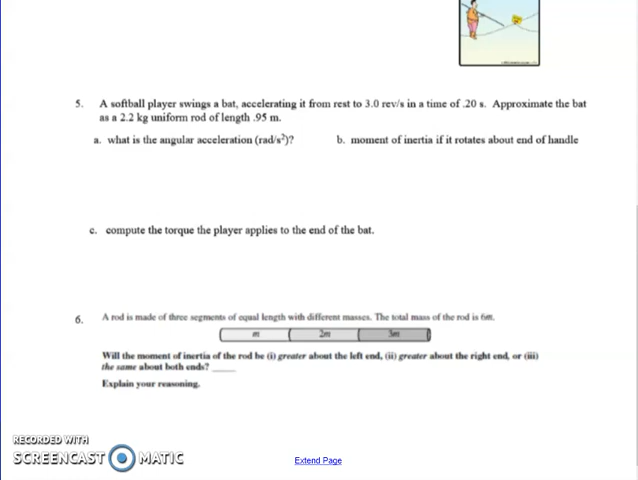 5. A softball player swings a bat, accelerating it from rest to 3.0 rev/s in a time of .20 s. Approximate the bat
as a 2.2 kg uniform rod of length .95 m.
a. what is the angular acceleration (rad/s²)? b. moment of inertia if it rotates about end of handle
c. compute the torque the player applies to the end of the bat.
6. A rod is made of three segments of equal length with different masses. The total mass of the rod is 6m.
m 2m 3m
Will the moment of inertia of the rod be (i) greater about the left end, (ii) greater about the right end, or (iii)
the same about both ends? ____
Explain your reasoning.
RECORDED WITH
SCREENCAST MATIC
Extend Page